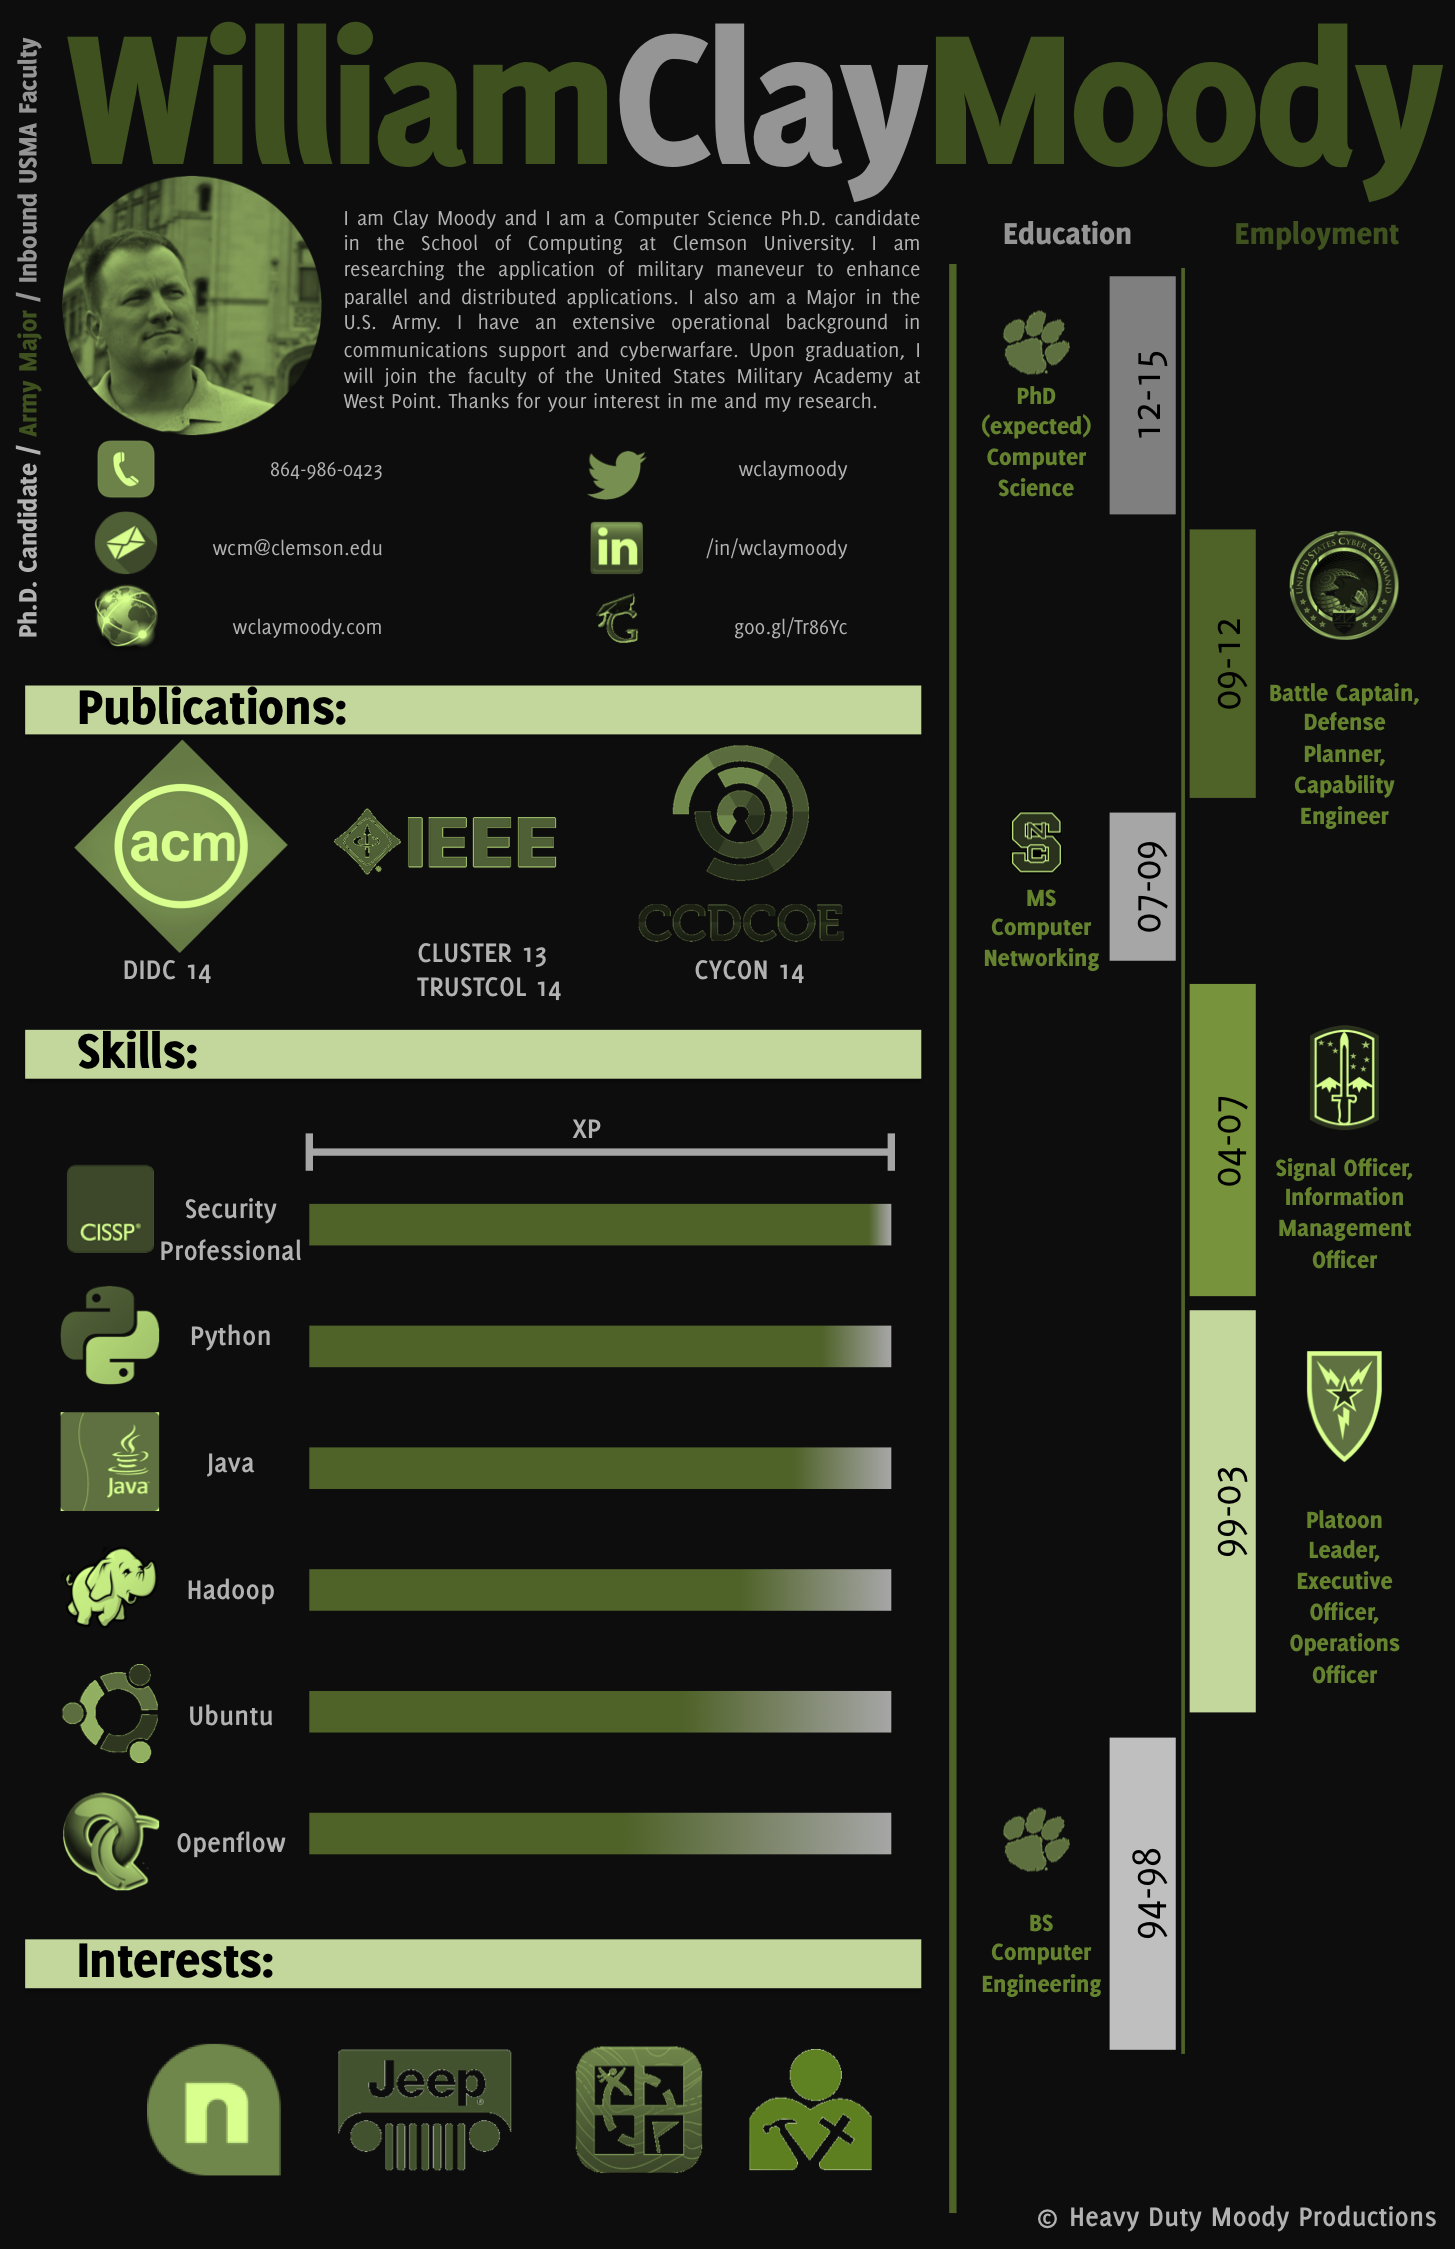 WilliamClayMoody
Ph.D. Candidate / Army Major / Inbound USMA Faculty
I am Clay Moody and I am a Computer Science Ph.D. candidate
in the School of Computing at Clemson University. I am
researching the application of military maneveur to enhance
parallel and distributed applications. I also am a Major in the
U.S. Army. I have an extensive operational background in
communications support and cyberwarfare. Upon graduation, I
will join the faculty of the United States Military Academy at
West Point. Thanks for your interest in me and my research.
864-986-0423
wclaymoody
wcm@clemson.edu
in
/in/wclaymoody
wclaymoody.com
G
goo.gl/Tr86Yc
Publications:
acm
IEEE
CCDCOE
DIDC 14
CLUSTER 13
TRUSTCOL 14
CYCON 14
Skills:
XP
CISSP®
Security
Professional
Python
Java
Java
Hadoop
Ubuntu
Openflow
Interests:
n
Jeep®
Education
Employment
12-15
PhD
(expected)
Computer
Science
UNITED STATES CYBER COMMAND
09-12
Battle Captain,
Defense
Planner,
Capability
Engineer
NSC
07-09
MS
Computer
Networking
04-07
Signal Officer,
Information
Management
Officer
99-03
Platoon
Leader,
Executive
Officer,
Operations
Officer
94-98
BS
Computer
Engineering
© Heavy Duty Moody Productions